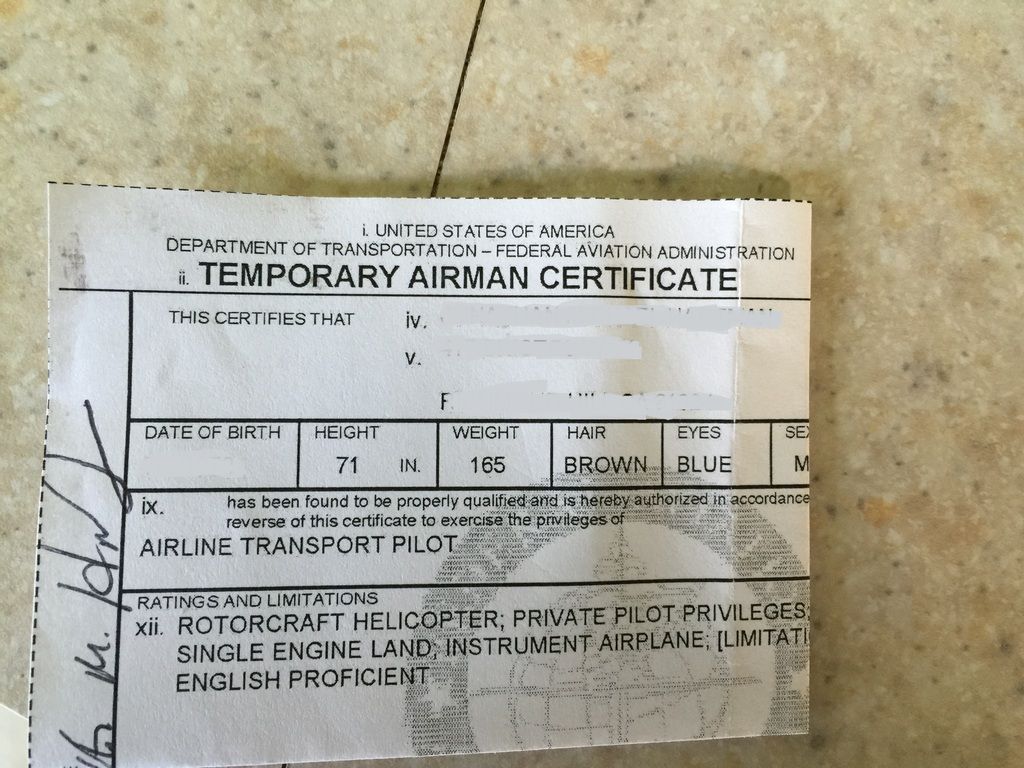 i. UNITED STATES OF AMERICA
DEPARTMENT OF TRANSPORTATION – FEDERAL AVIATION ADMINISTRATION
ii. TEMPORARY AIRMAN CERTIFICATE
THIS CERTIFIES THAT iv.
v.
DATE OF BIRTH HEIGHT WEIGHT HAIR EYES SEX
71 IN. 165 BROWN BLUE M
ix. has been found to be properly qualified and is hereby authorized in accordance
reverse of this certificate to exercise the privileges of
AIRLINE TRANSPORT PILOT
RATINGS AND LIMITATIONS
xii. ROTORCRAFT HELICOPTER; PRIVATE PILOT PRIVILEGES;
SINGLE ENGINE LAND; INSTRUMENT AIRPLANE; [LIMITATI
ENGLISH PROFICIENT